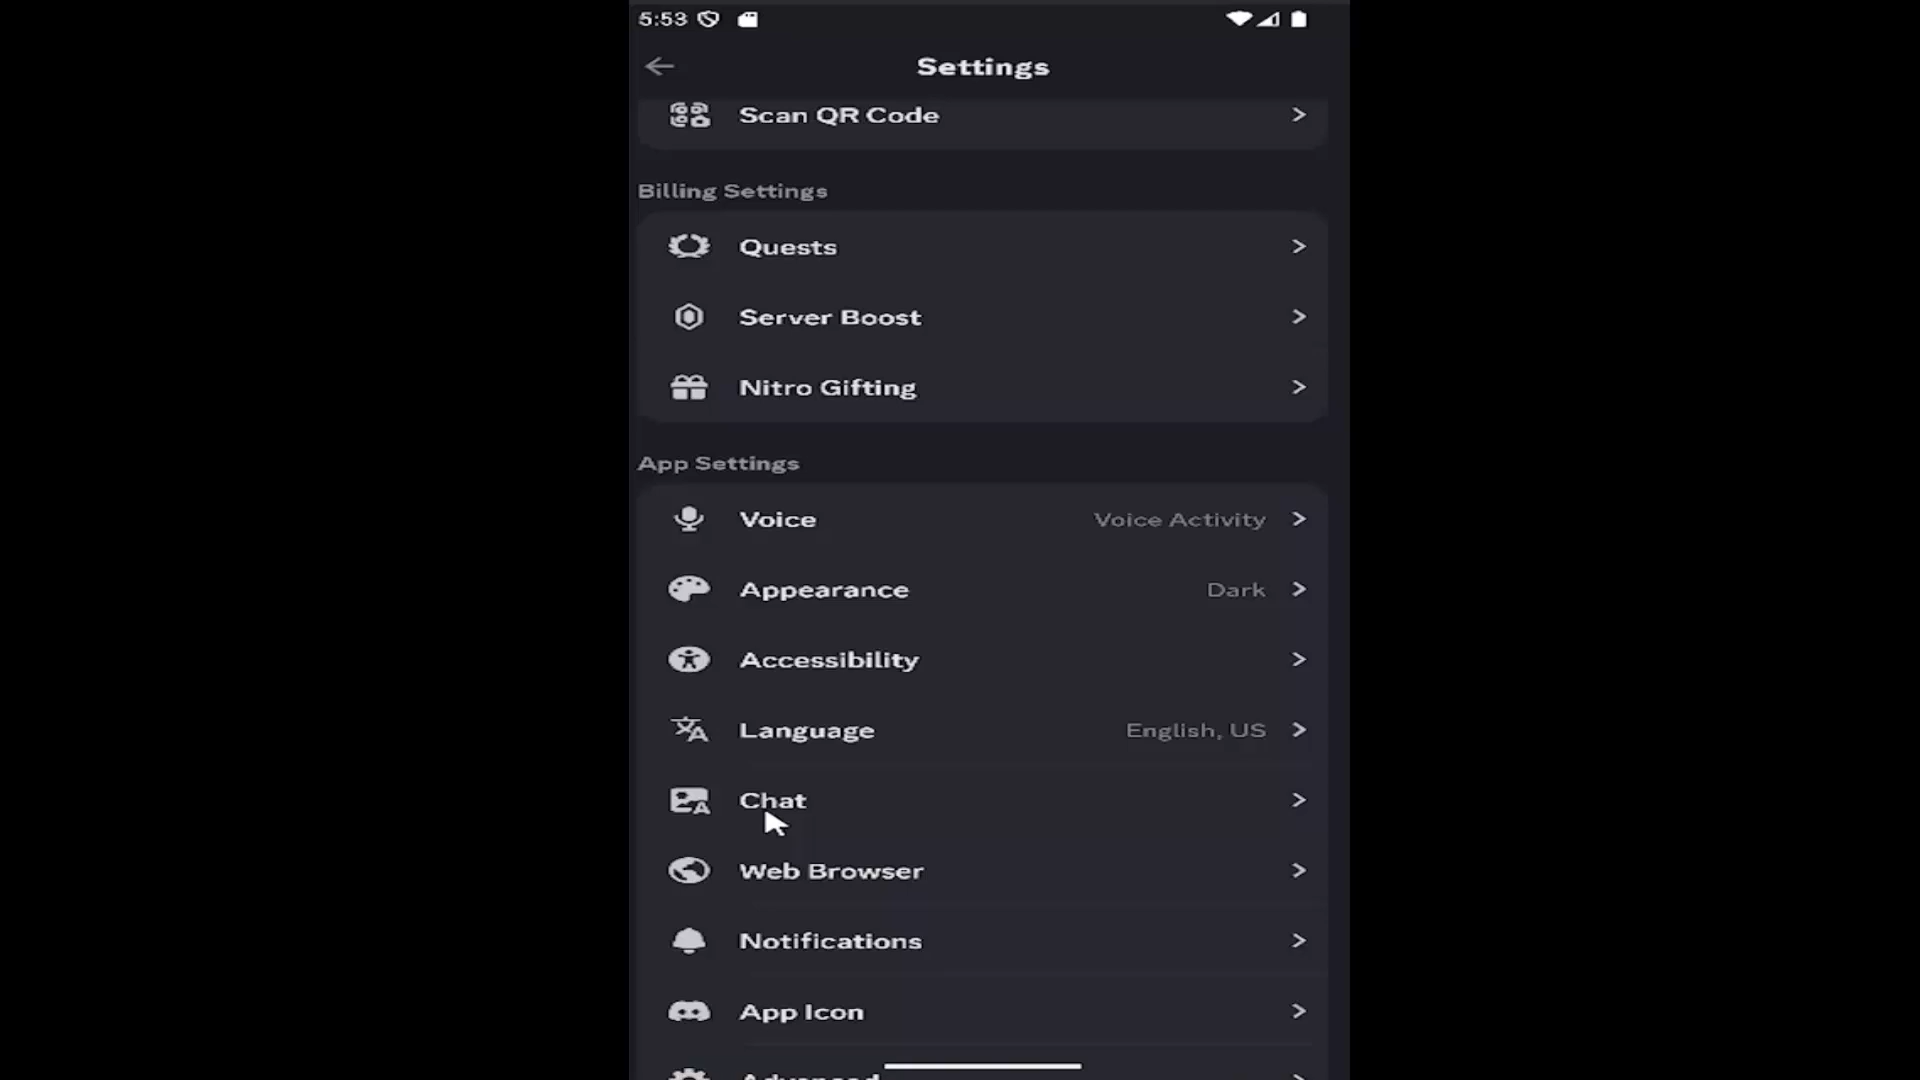 5:53
Settings
Scan QR Code
Billing Settings
Quests
Server Boost
Nitro Gifting
App Settings
Voice Voice Activity
Appearance Dark
Accessibility
Language English, US
Chat
Web Browser
Notifications
App Icon
Advanced